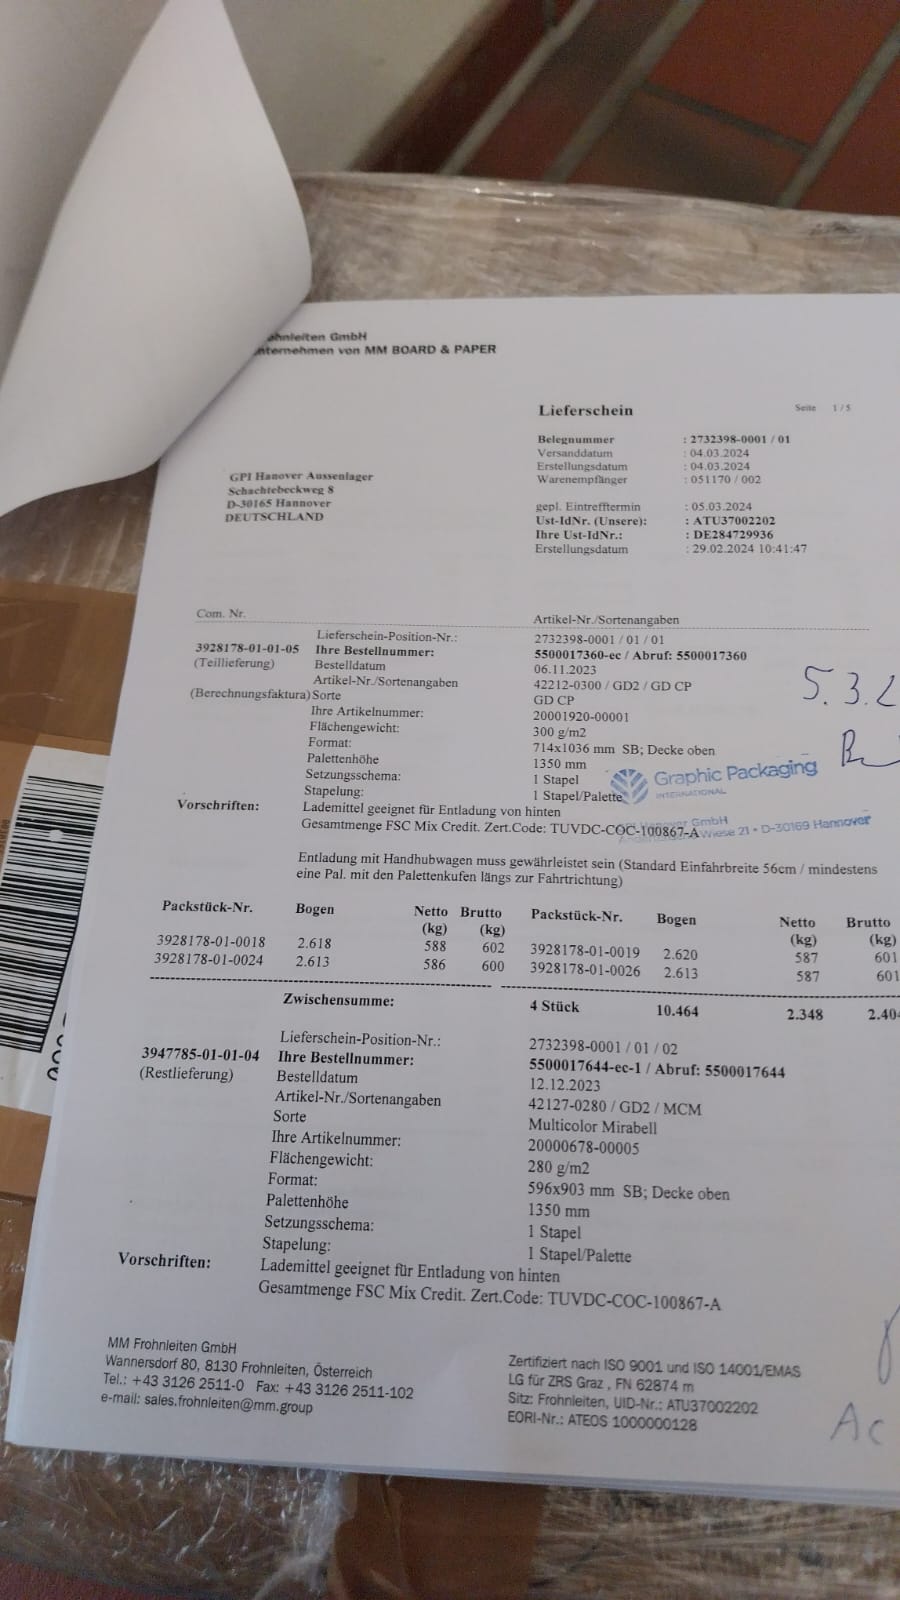 ohnleiten GmbH
nternehmen von MM BOARD & PAPER
Lieferschein Seite 1 / 5
Belegnummer : 2732398-0001 / 01
Versanddatum : 04.03.2024
Erstellungsdatum : 04.03.2024
Warenempfänger : 051170 / 002
GPI Hanover Aussenlager
Schachtebeckweg 8
D-30165 Hannover
DEUTSCHLAND
gepl. Eintrefftermin : 05.03.2024
Ust-IdNr. (Unsere): : ATU37002202
Ihre Ust-IdNr.: : DE284729936
Erstellungsdatum : 29.02.2024 10:41:47
Com. Nr. Artikel-Nr./Sortenangaben
Lieferschein-Position-Nr.: 2732398-0001 / 01 / 01
3928178-01-01-05 Ihre Bestellnummer: 5500017360-ec / Abruf: 5500017360
(Teillieferung) Bestelldatum 06.11.2023
Artikel-Nr./Sortenangaben 42212-0300 / GD2 / GD CP
(Berechnungsfaktura) Sorte GD CP
Ihre Artikelnummer: 20001920-00001
Flächengewicht: 300 g/m2
Format: 714x1036 mm SB; Decke oben
Palettenhöhe 1350 mm
Setzungsschema: 1 Stapel
Stapelung: 1 Stapel/Palette
5.3.2
Graphic Packaging
INTERNATIONAL
GmbH
Wiese 21 • D-30169 Hannover
Vorschriften: Lademittel geeignet für Entladung von hinten
Gesamtmenge FSC Mix Credit. Zert.Code: TUVDC-COC-100867-A
Entladung mit Handhubwagen muss gewährleistet sein (Standard Einfahrbreite 56cm / mindestens
eine Pal. mit den Palettenkufen längs zur Fahrtrichtung)
Packstück-Nr. Bogen Netto Brutto Packstück-Nr. Bogen Netto Brutto
(kg) (kg) (kg) (kg)
3928178-01-0018 2.618 588 602 3928178-01-0019 2.620 587 601
3928178-01-0024 2.613 586 600 3928178-01-0026 2.613 587 601
Zwischensumme: 4 Stück 10.464 2.348 2.40
Lieferschein-Position-Nr.: 2732398-0001 / 01 / 02
3947785-01-01-04 Ihre Bestellnummer: 5500017644-ec-1 / Abruf: 5500017644
(Restlieferung) Bestelldatum 12.12.2023
Artikel-Nr./Sortenangaben 42127-0280 / GD2 / MCM
Sorte Multicolor Mirabell
Ihre Artikelnummer: 20000678-00005
Flächengewicht: 280 g/m2
Format: 596x903 mm SB; Decke oben
Palettenhöhe 1350 mm
Setzungsschema: 1 Stapel
Stapelung: 1 Stapel/Palette
Vorschriften: Lademittel geeignet für Entladung von hinten
Gesamtmenge FSC Mix Credit. Zert.Code: TUVDC-COC-100867-A
MM Frohnleiten GmbH
Wannersdorf 80, 8130 Frohnleiten, Österreich
Tel.: +43 3126 2511-0 Fax: +43 3126 2511-102
e-mail: sales.frohnleiten@mm.group
Zertifiziert nach ISO 9001 und ISO 14001/EMAS
LG für ZRS Graz , FN 62874 m
Sitz: Frohnleiten, UID-Nr.: ATU37002202
EORI-Nr.: ATEOS 1000000128
Ac